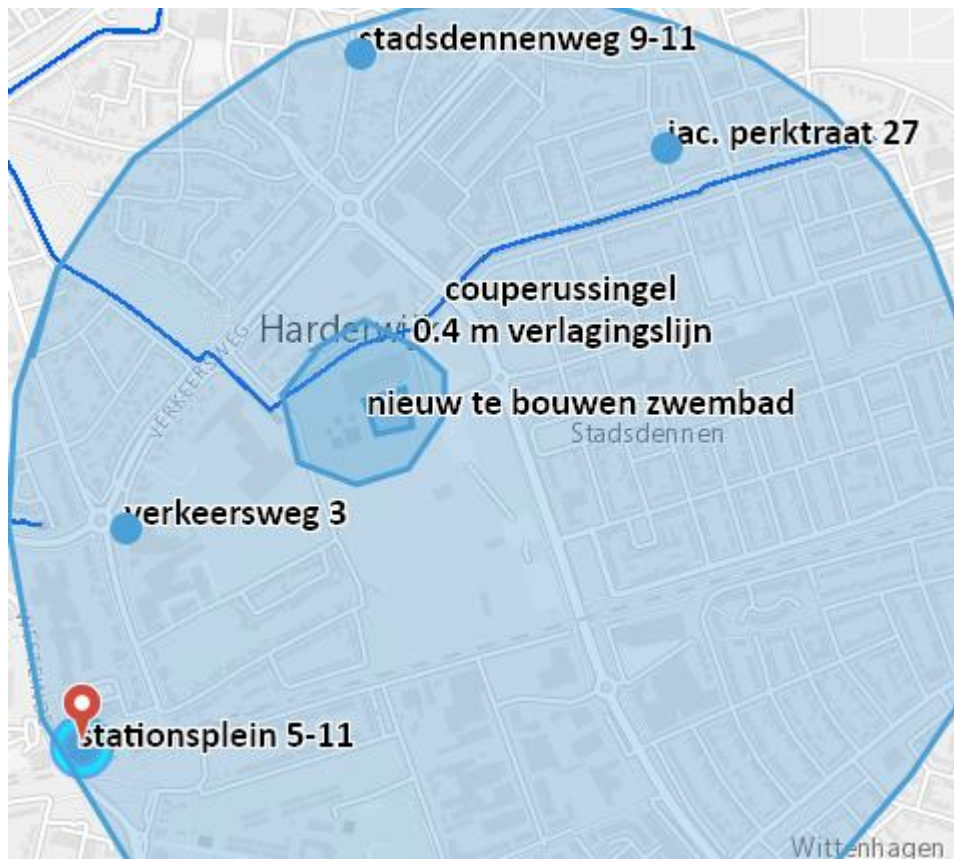 stadsdennenweg 9-11
jac. perktraat 27
couperussingel
Harderwijk
0.4 m verlagingslijn
VERKEERSWEG
nieuw te bouwen zwembad
Stadsdennen
verkeersweg 3
stationsplein 5-11
Wittenhagen